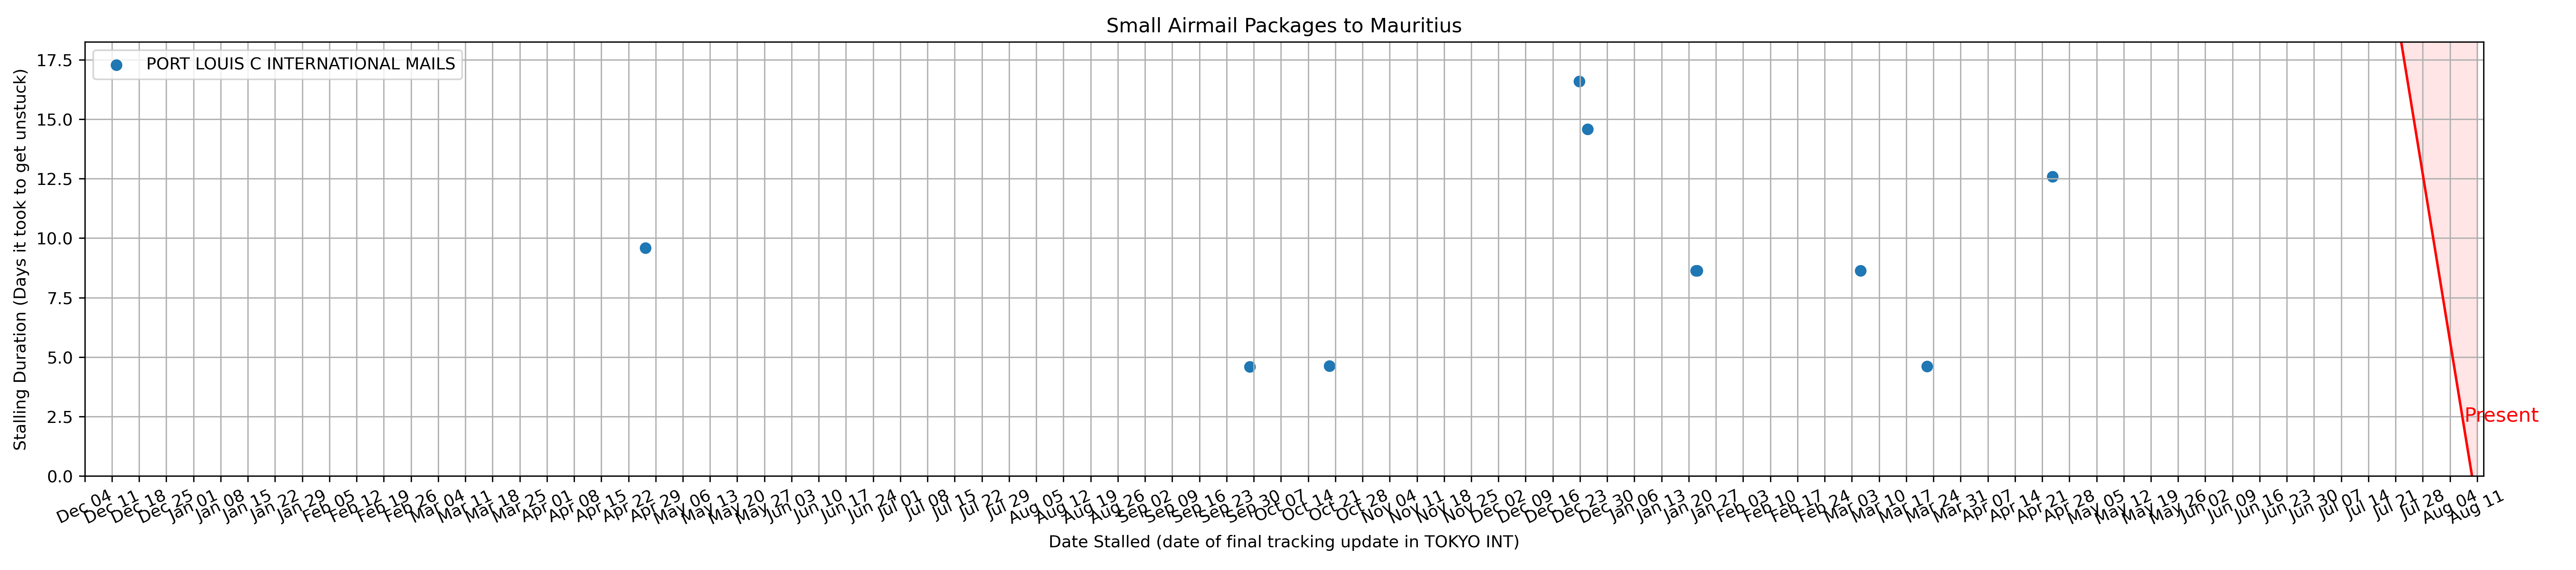 Small Airmail Packages to Mauritius
PORT LOUIS C INTERNATIONAL MAILS
Stalling Duration (Days it took to get unstuck)
17.5
15.0
12.5
10.0
7.5
5.0
2.5
0.0
Present
Dec 04 Dec 11 Dec 18 Dec 25 Jan 01 Jan 08 Jan 15 Jan 22 Jan 29 Feb 05 Feb 12 Feb 19 Feb 26 Mar 04 Mar 11 Mar 18 Mar 25 Apr 01 Apr 08 Apr 15 Apr 22 Apr 29 May 06 May 13 May 20 May 27 Jun 03 Jun 10 Jun 17 Jun 24 Jul 01 Jul 08 Jul 15 Jul 22 Jul 29 Aug 05 Aug 12 Aug 19 Aug 26 Sep 02 Sep 09 Sep 16 Sep 23 Sep 30 Oct 07 Oct 14 Oct 21 Oct 28 Nov 04 Nov 11 Nov 18 Nov 25 Dec 02 Dec 09 Dec 16 Dec 23 Dec 30 Jan 06 Jan 13 Jan 20 Jan 27 Feb 03 Feb 10 Feb 17 Feb 24 Mar 03 Mar 10 Mar 17 Mar 24 Mar 31 Apr 07 Apr 14 Apr 21 Apr 28 May 05 May 12 May 19 May 26 Jun 02 Jun 09 Jun 16 Jun 23 Jun 30 Jul 07 Jul 14 Jul 21 Jul 28 Aug 04 Aug 11
Date Stalled (date of final tracking update in TOKYO INT)